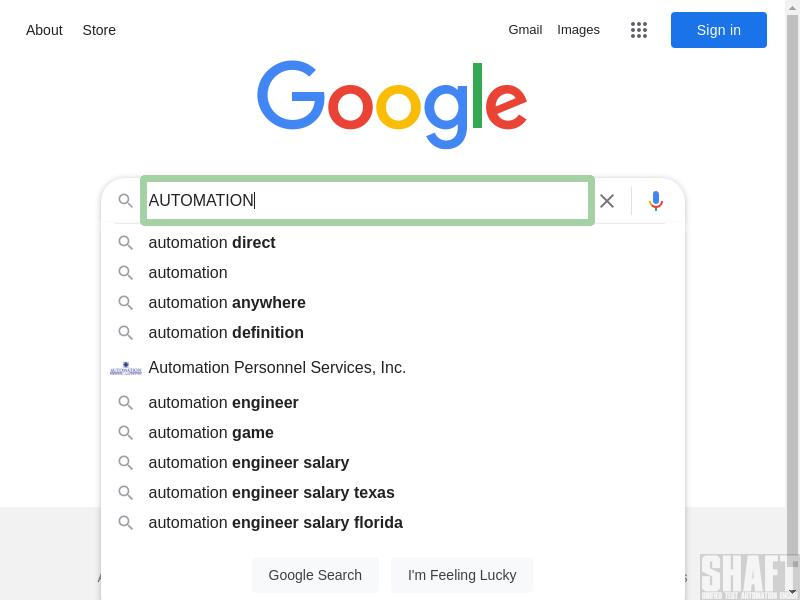 About Store Gmail Images Sign in
Google
AUTOMATION
automation direct
automation
automation anywhere
automation definition
Automation Personnel Services, Inc.
automation engineer
automation game
automation engineer salary
automation engineer salary texas
automation engineer salary florida
Google Search I'm Feeling Lucky
SHAFT